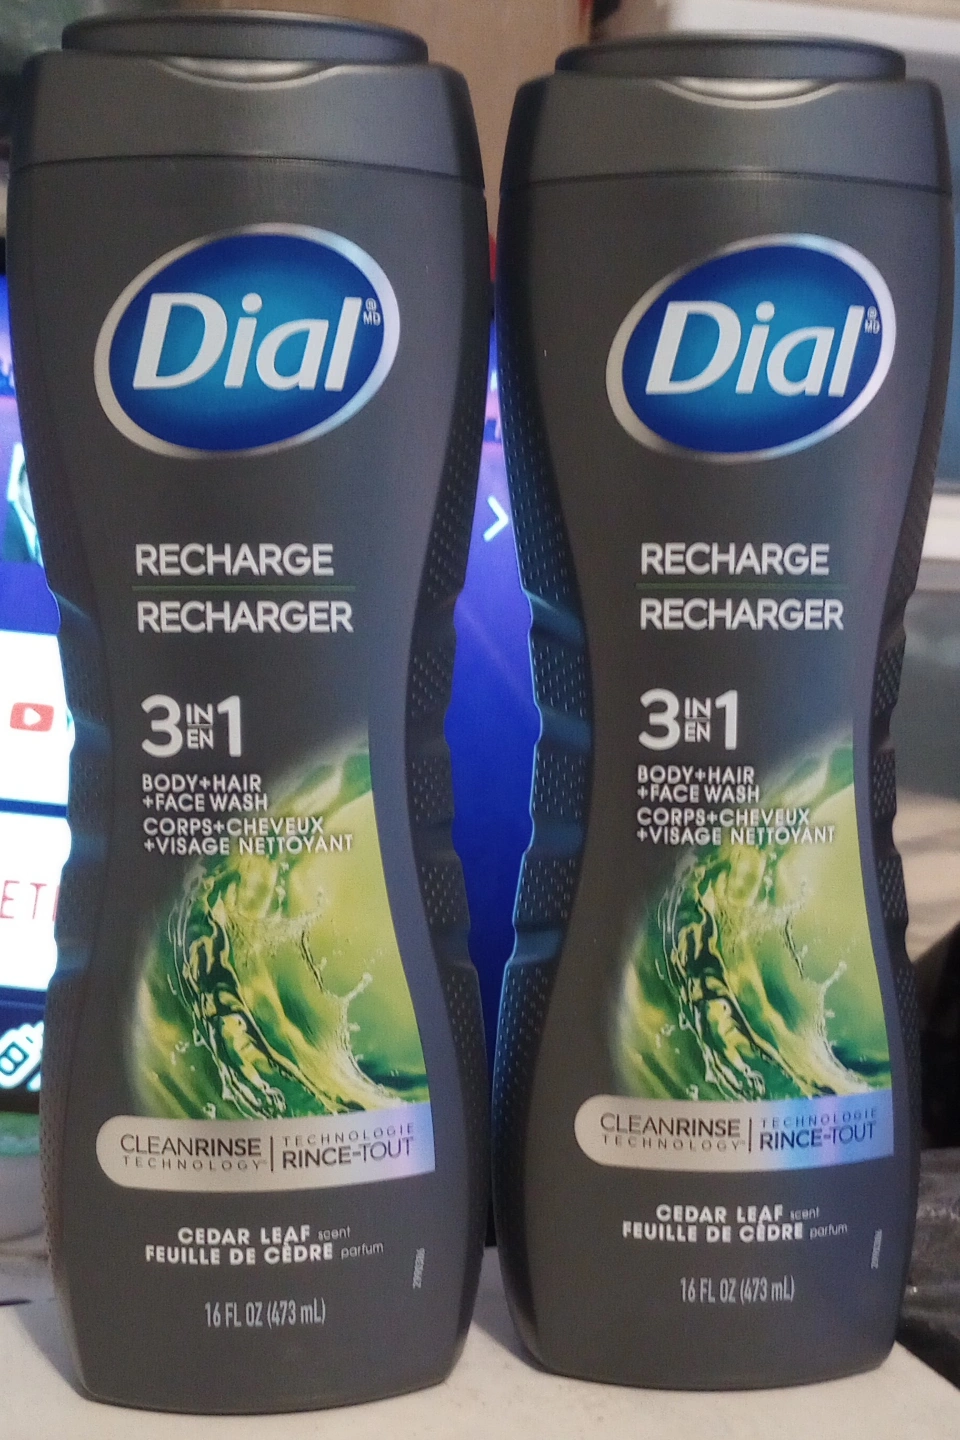 Dial
®
MD
RECHARGE
RECHARGER
3 IN EN 1
BODY+HAIR
+FACE WASH
CORPS+CHEVEUX
+VISAGE NETTOYANT
CLEANRINSE
TECHNOLOGY
TECHNOLOGIE
RINCE-TOUT
CEDAR LEAF scent
FEUILLE DE CÈDRE parfum
16 FL OZ (473 mL)
Dial
®
MD
RECHARGE
RECHARGER
3 IN EN 1
BODY+HAIR
+FACE WASH
CORPS+CHEVEUX
+VISAGE NETTOYANT
CLEANRINSE
TECHNOLOGY
TECHNOLOGIE
RINCE-TOUT
CEDAR LEAF scent
FEUILLE DE CÈDRE parfum
16 FL OZ (473 mL)